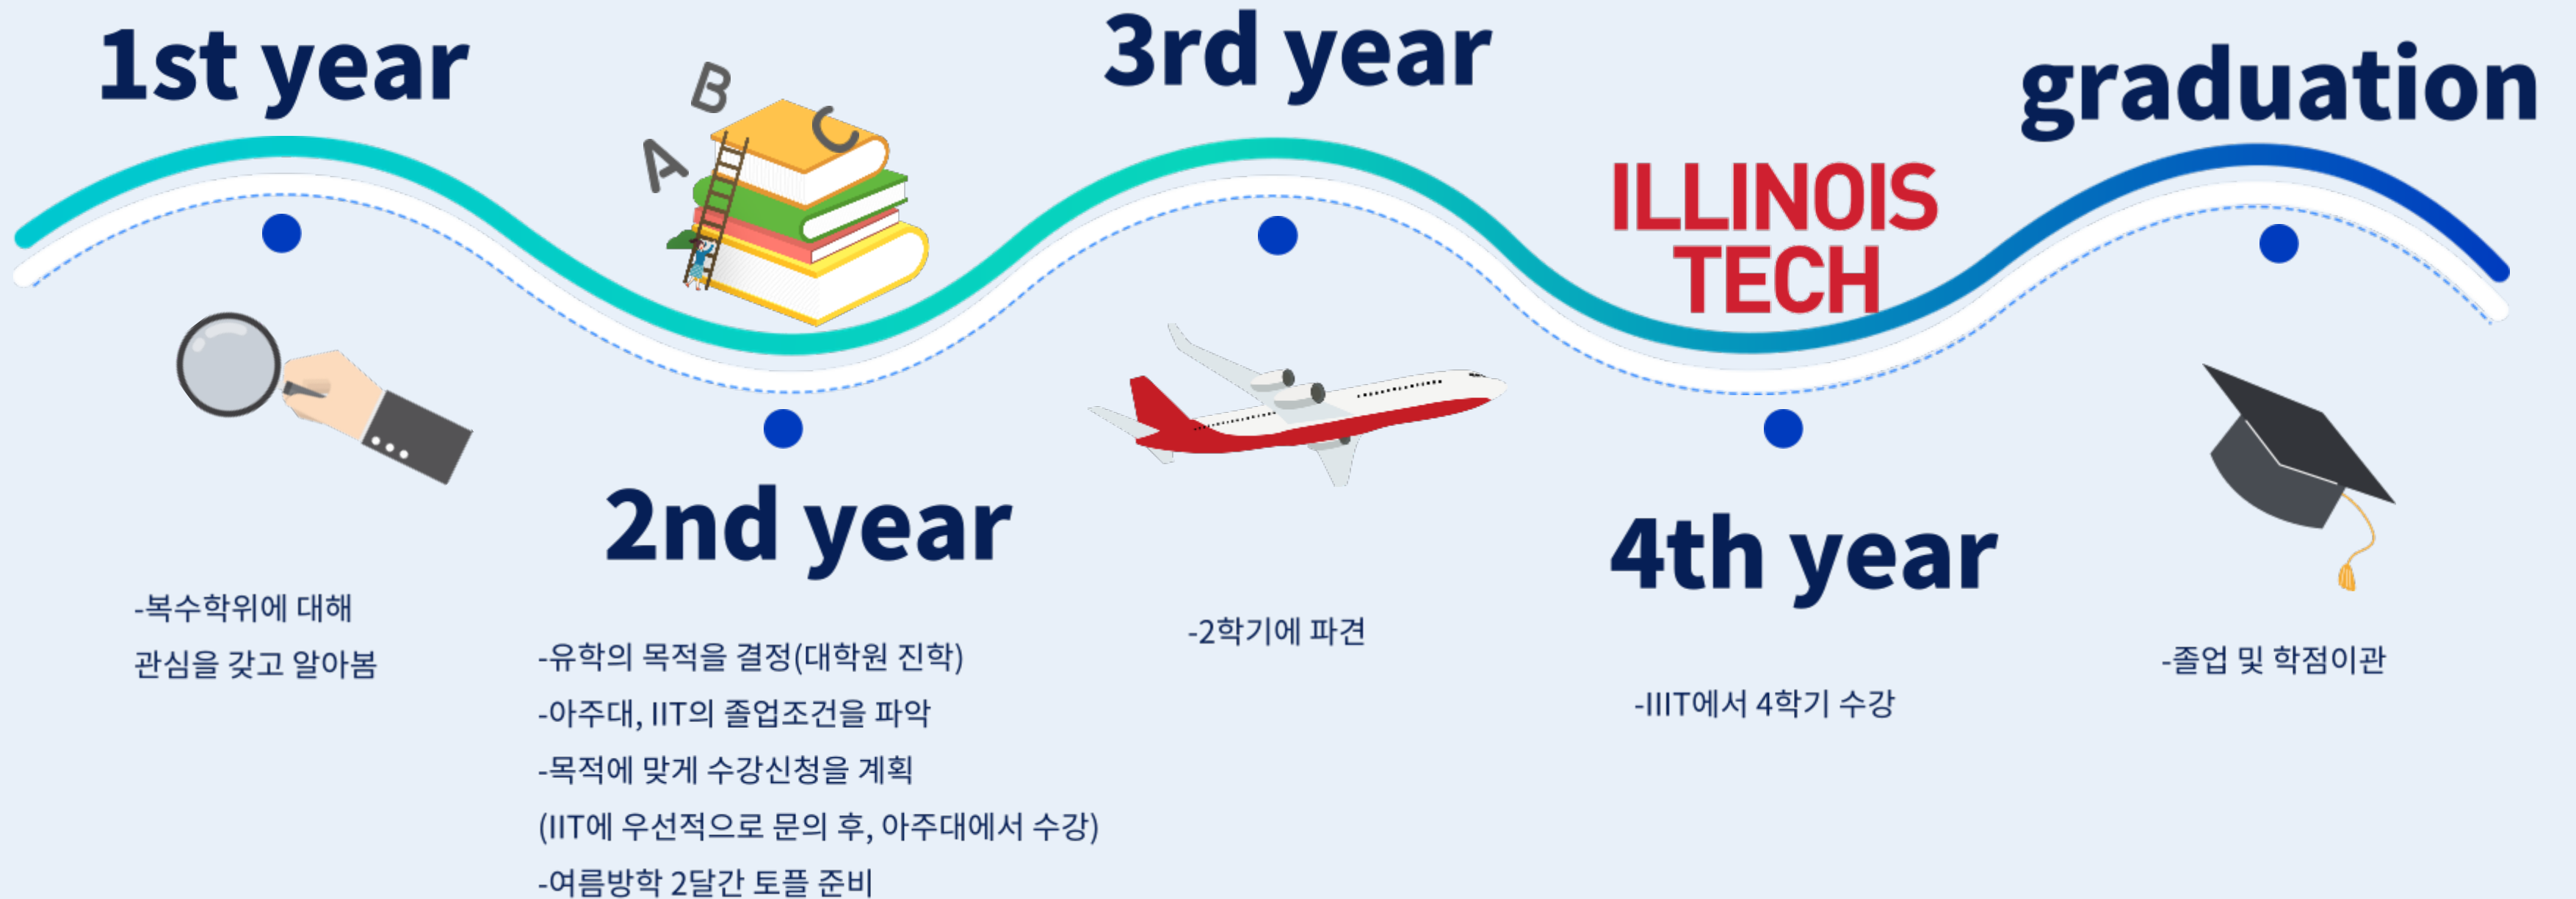 1st year
-복수학위에 대해
관심을 갖고 알아봄
A
B
C
2nd year
-유학의 목적을 결정(대학원 진학)
-아주대, IIT의 졸업조건을 파악
-목적에 맞게 수강신청을 계획
(IIT에 우선적으로 문의 후, 아주대에서 수강)
-여름방학 2달간 토플 준비
3rd year
-2학기에 파견
ILLINOIS
TECH
4th year
-IIIT에서 4학기 수강
graduation
-졸업 및 학점이관